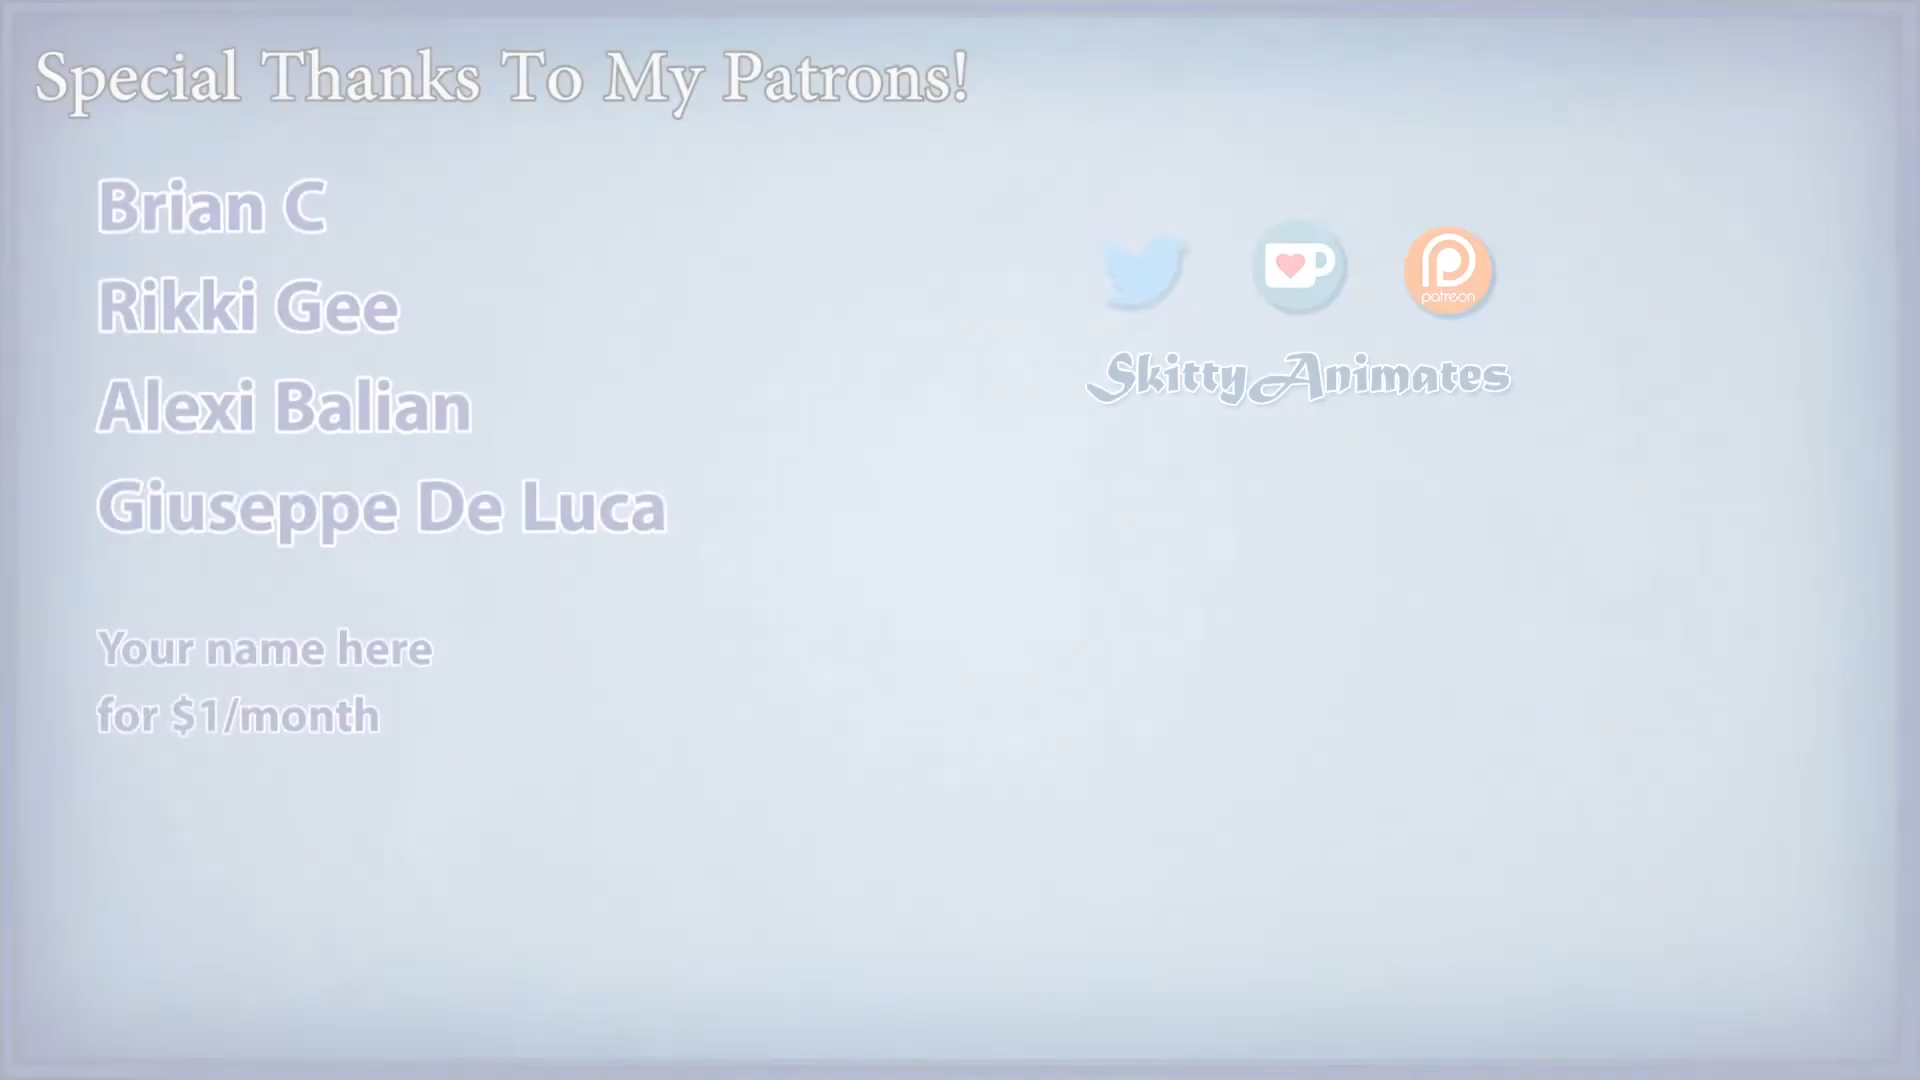 Special Thanks To My Patrons!
Brian C
Rikki Gee
Alexi Balian
Giuseppe De Luca
Your name here
for $1/month
patreon
SkittyAnimates